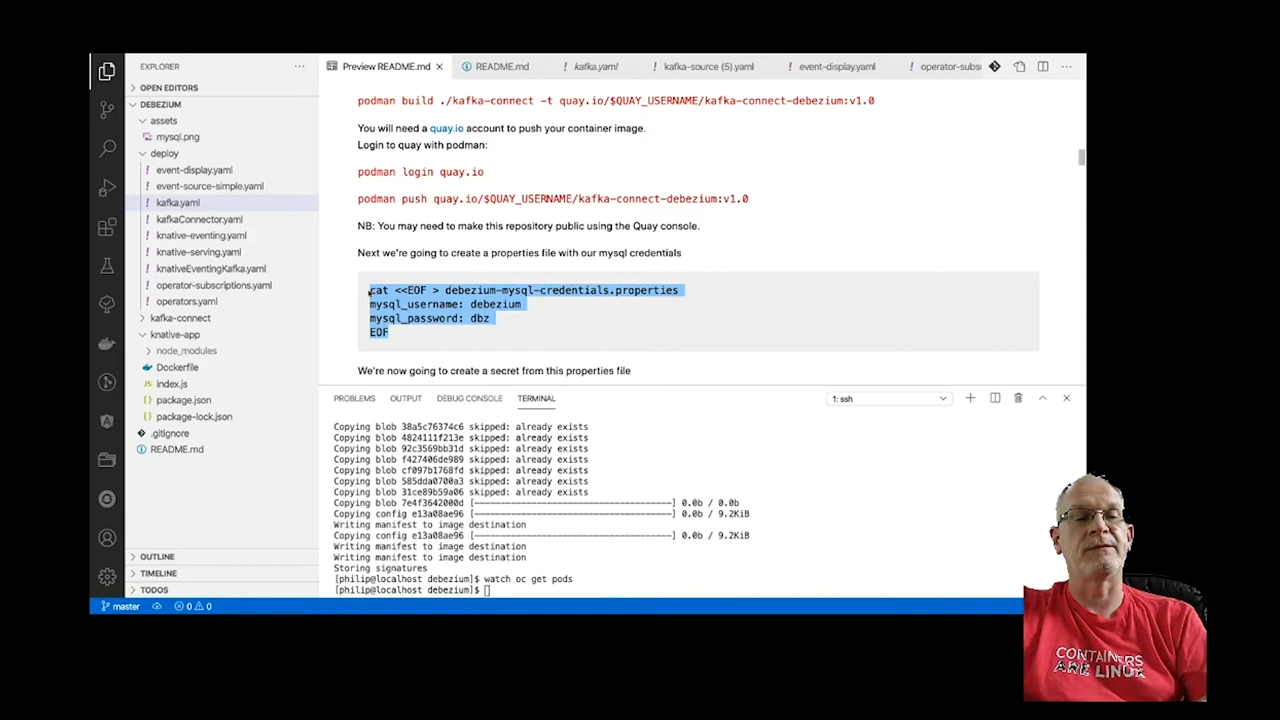 EXPLORER
Preview README.md
README.md
kafka.yaml
kafka-source (5).yaml
event-display.yaml
operator-subs
OPEN EDITORS
DEBEZIUM
assets
mysql.png
deploy
event-display.yaml
event-source-simple.yaml
kafka.yaml
kafkaConnector.yaml
knative-eventing.yaml
knative-serving.yaml
knativeEventingKafka.yaml
operator-subscriptions.yaml
operators.yaml
kafka-connect
knative-app
node_modules
Dockerfile
index.js
package.json
package-lock.json
.gitignore
README.md
OUTLINE
TIMELINE
TODOS
podman build ./kafka-connect -t quay.io/$QUAY_USERNAME/kafka-connect-debezium:v1.0
You will need a quay.io account to push your container image.
Login to quay with podman:
podman login quay.io
podman push quay.io/$QUAY_USERNAME/kafka-connect-debezium:v1.0
NB: You may need to make this repository public using the Quay console.
Next we're going to create a properties file with our mysql credentials
cat <<EOF > debezium-mysql-credentials.properties
mysql_username: debezium
mysql_password: dbz
EOF
We're now going to create a secret from this properties file
PROBLEMS
OUTPUT
DEBUG CONSOLE
TERMINAL
1: ssh
Copying blob 38a5c76374c6 skipped: already exists
Copying blob 4824111f213e skipped: already exists
Copying blob 92c3569bb31d skipped: already exists
Copying blob f427406de989 skipped: already exists
Copying blob cf097b1768fd skipped: already exists
Copying blob 585dda0700a3 skipped: already exists
Copying blob 31ce89b59a06 skipped: already exists
Copying blob 7e4f3642000d [--------------------------------------] 0.0b / 0.0b
Copying config e13a08ae96 [--------------------------------------] 0.0b / 9.2KiB
Writing manifest to image destination
Copying config e13a08ae96 [--------------------------------------] 0.0b / 9.2KiB
Writing manifest to image destination
Writing manifest to image destination
Storing signatures
[philip@localhost debezium]$ watch oc get pods
[philip@localhost debezium]$
master
0
0
CONTAINERS
ARE LINUX